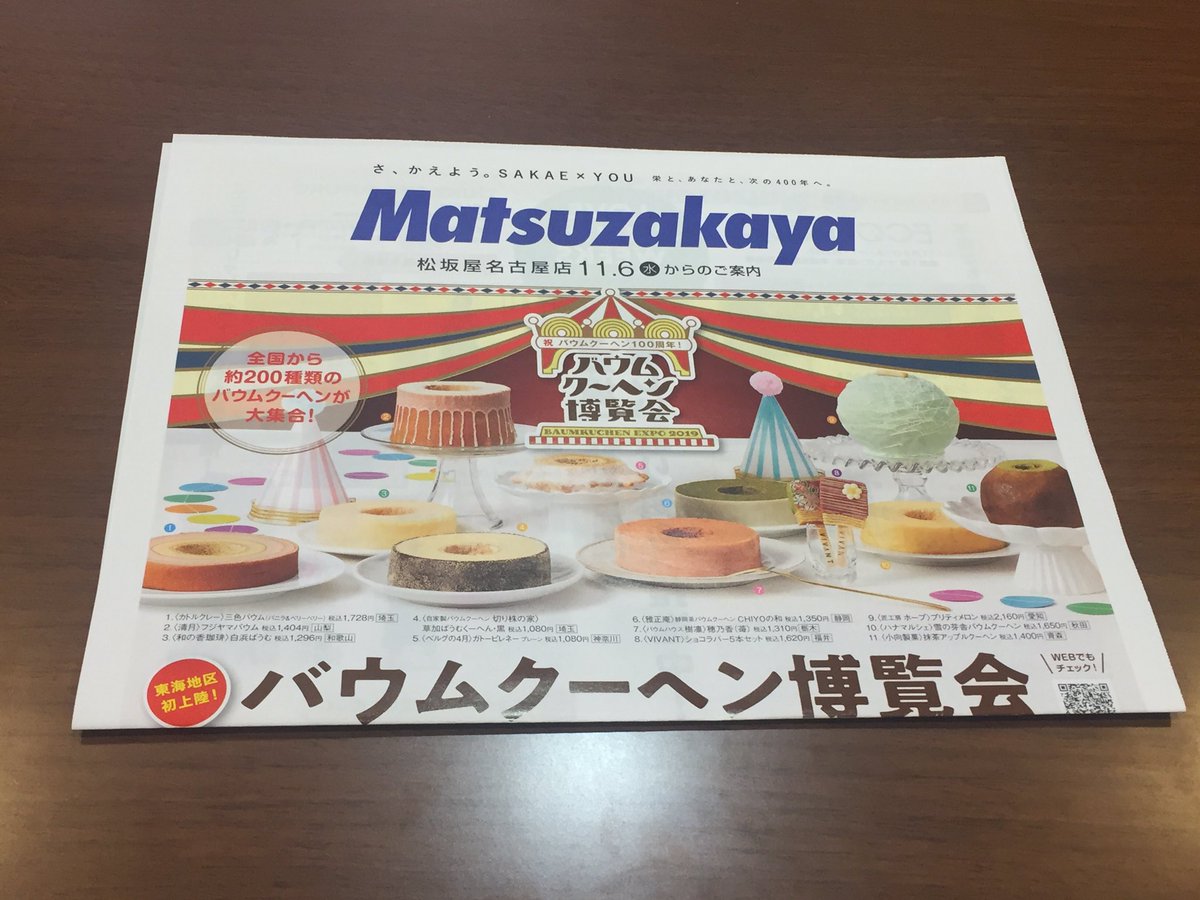 さ、かえよう。SAKAE×YOU 栄と、あなたと、次の400年へ。
Matsuzakaya
松坂屋名古屋店 11.6 水 からのご案内
全国から
約200種類の
バウムクーヘンが
大集合!
祝 バウムクーヘン100周年!
バウム
クーヘン
博覧会
BAUMKUCHEN EXPO 2019
1.〈カトルクレー〉三色バウム(バニラ&ベリーベリー) 税込1,728円 埼玉
2.〈清月〉フジヤマバウム 税込1,404円 山梨
3.〈和の香珈琲〉白浜ばうむ 税込1,296円 和歌山
4.〈自家製バウムクーヘン 切り株の家〉
草加ばうむくーへん・黒 税込1,080円 埼玉
5.〈ベルグの4月〉ガトーピレネー プレーン 税込1,080円 神奈川
6.〈雅正庵〉静岡茶バウムクーヘン CHIYOの和 税込1,350円 静岡
7.〈バウムハウス 樹凛〉穂乃香(苺) 税込1,310円 栃木
8.〈VIVANT〉ショコラバー5本セット 税込1,620円 福井
9.〈匠工房 ホープ〉プリティメロン 税込2,160円 愛知
10.〈ハナマルシェ〉雪の芽舎バウムクーヘン 税込1,650円 秋田
11.〈小向製菓〉抹茶アップルクーヘン 税込1,400円 青森
東海地区
初上陸!
バウムクーヘン博覧会
WEBでも
チェック!